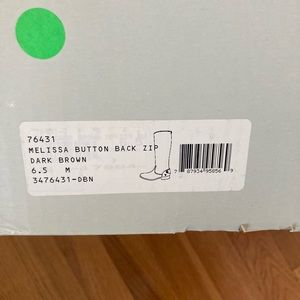 76431
MELISSA BUTTON BACK ZIP
DARK BROWN
6.5 M
3476431-DBN